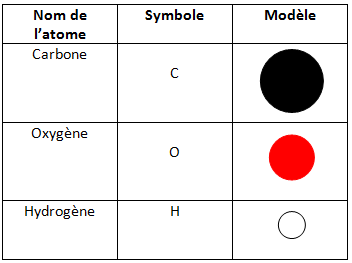 Nom de Symbole Modèle
l'atome
Carbone
C
Oxygène
O
Hydrogène H